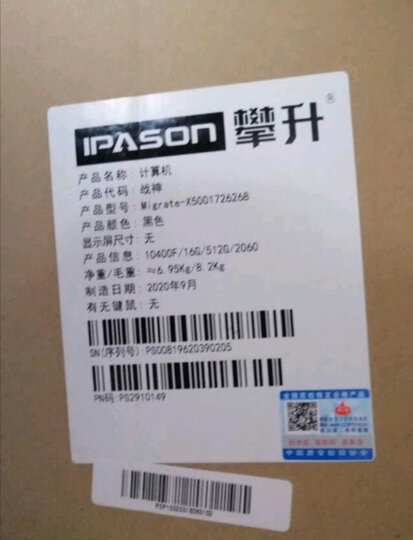 IPASON 攀升®
产品名称: 计算机
产品代码: 战神
产品型号: Migrate-X5001726268
产品颜色: 黑色
显示屏尺寸: 无
产品信息: 10400F/16G/512G/2060
净重/毛重: ≈6.95Kg/8.2Kg
制造日期: 2020年9月
有无键鼠: 无
SN(序列号): PS00819620390205
PN码: PS2910149